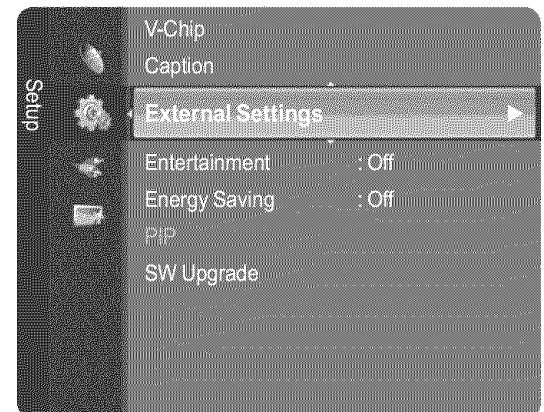 Setup
V-Chip
Caption
External Settings
Entertainment : Off
Energy Saving : Off
PIP
SW Upgrade